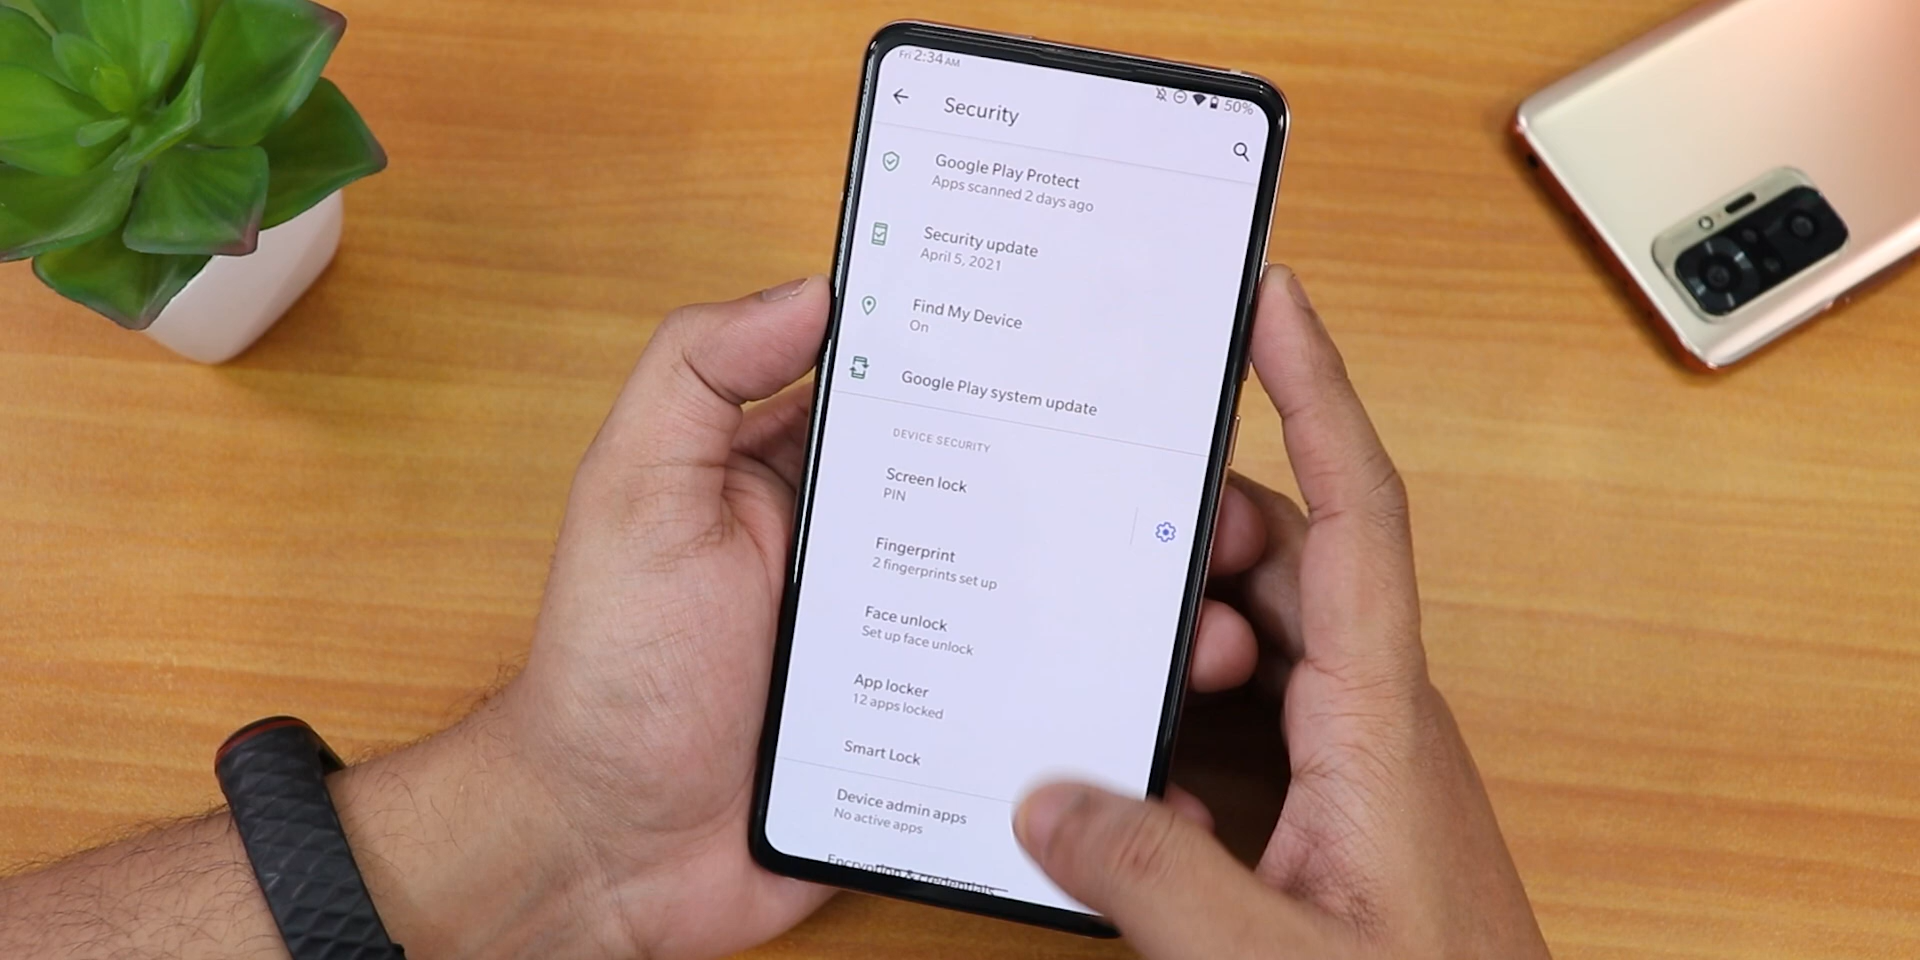 Fri 2:34 AM
50%
Security
Google Play Protect
Apps scanned 2 days ago
Security update
April 5, 2021
Find My Device
On
Google Play system update
DEVICE SECURITY
Screen lock
PIN
Fingerprint
2 fingerprints set up
Face unlock
Set up face unlock
App locker
12 apps locked
Smart Lock
Device admin apps
No active apps
Encryption & credentials